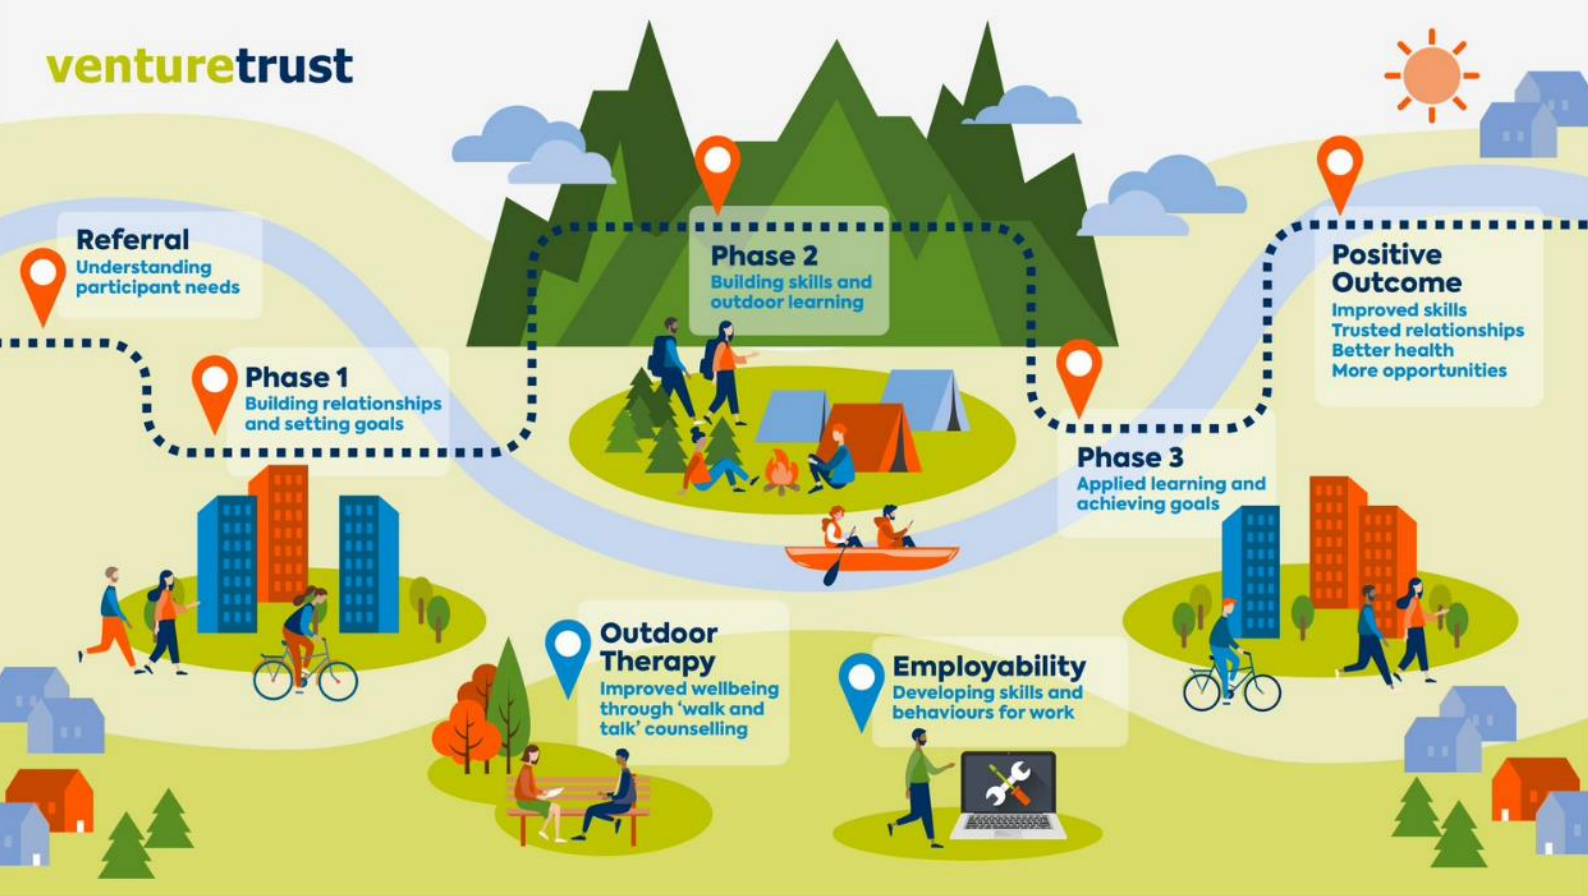 venturetrust
Referral
Understanding
participant needs
Phase 1
Building relationships
and setting goals
Phase 2
Building skills and
outdoor learning
Phase 3
Applied learning and
achieving goals
Positive
Outcome
Improved skills
Trusted relationships
Better health
More opportunities
Outdoor
Therapy
Improved wellbeing
through ‘walk and
talk’ counselling
Employability
Developing skills and
behaviours for work